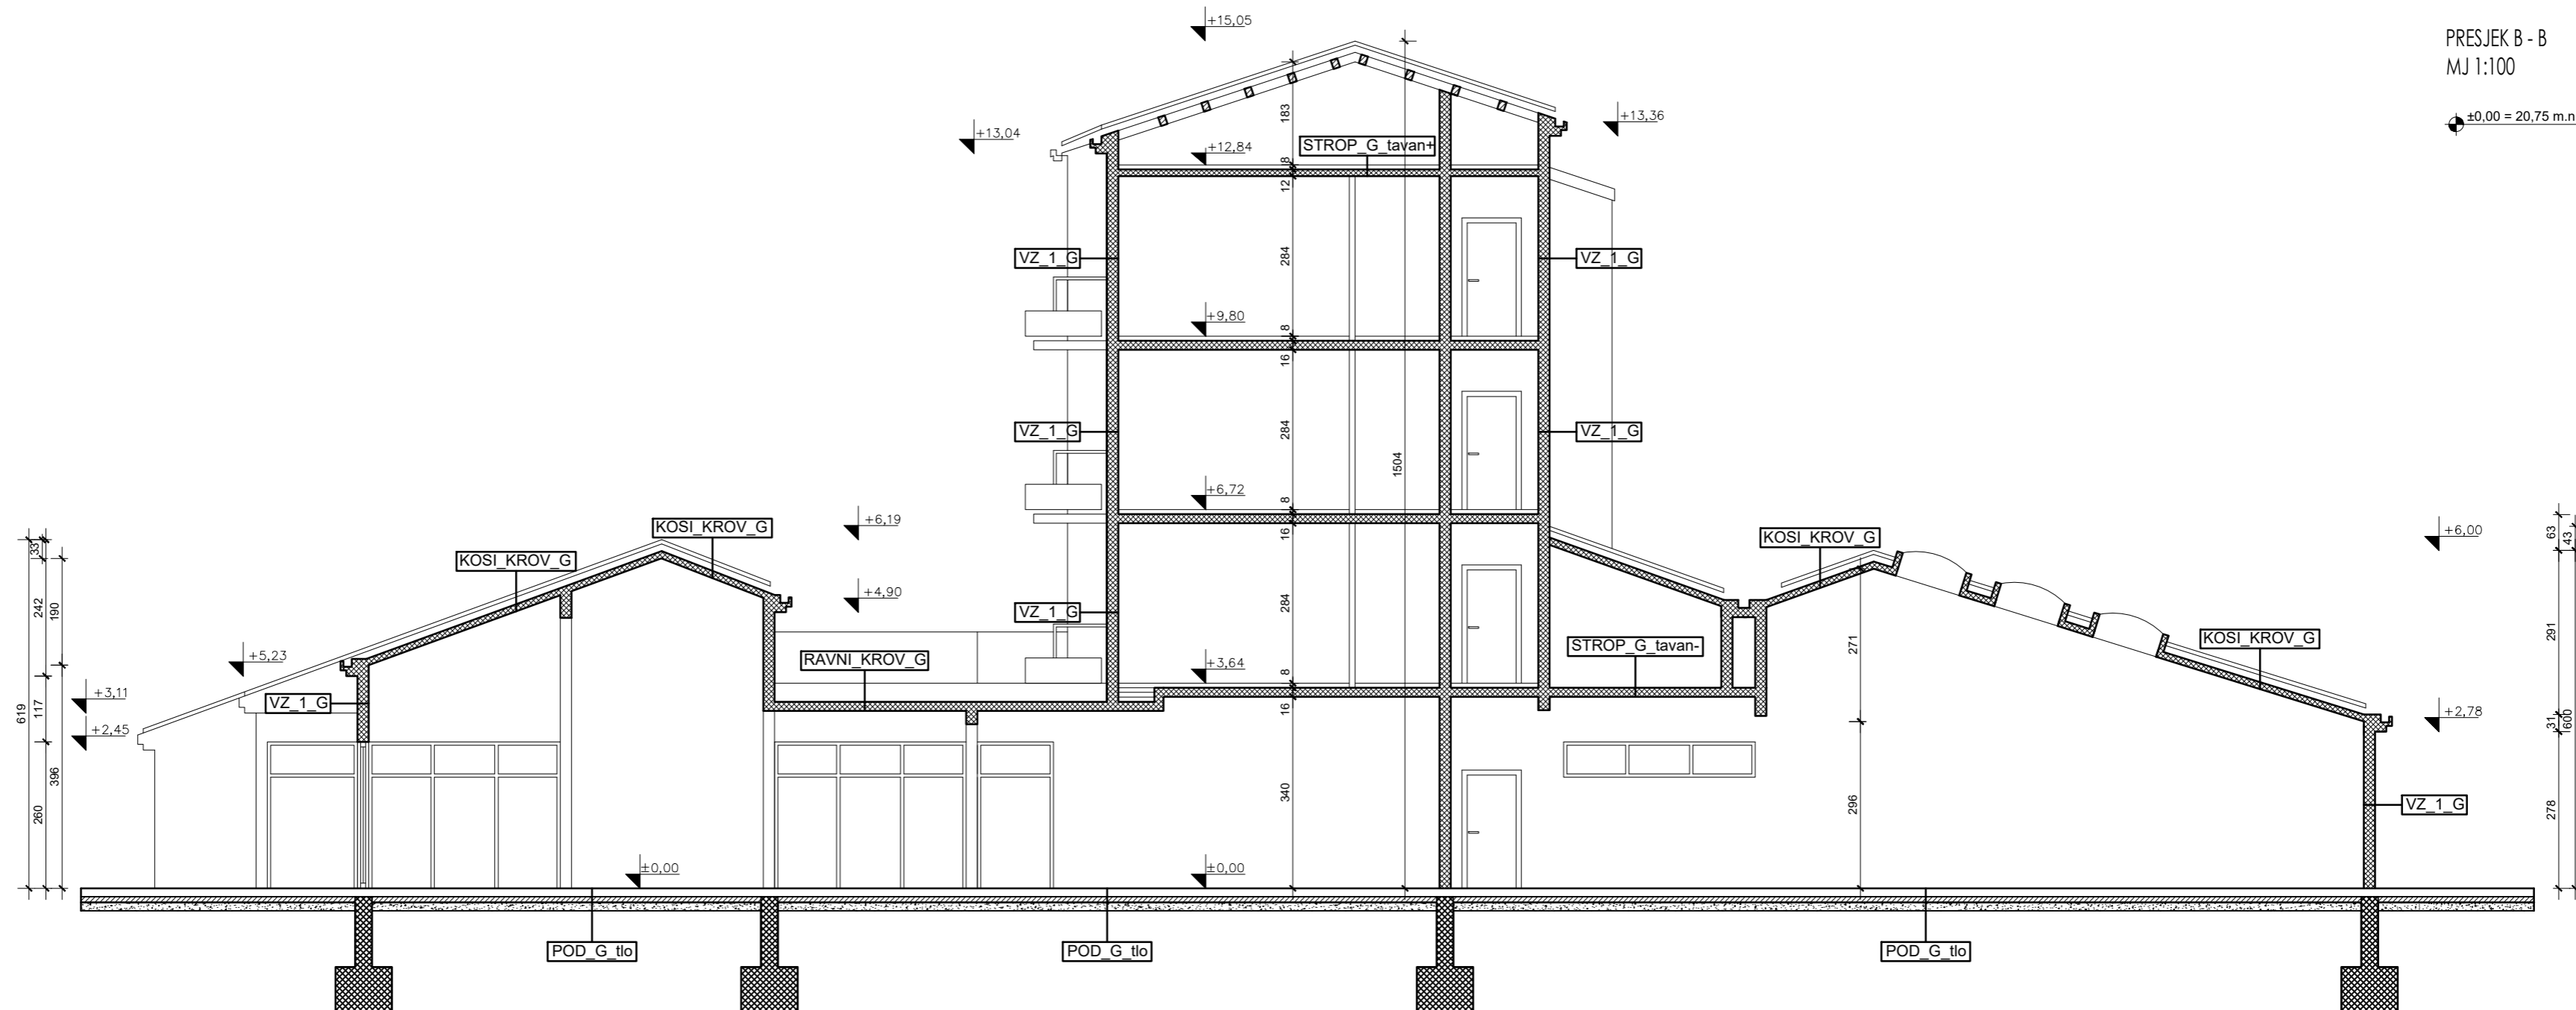 PRESJEK B - B
MJ 1:100
±0,00 = 20,75 m.n
+15,05
+13,04
+13,36
+12,84
STROP_G_tavan+
183
8
12
VZ_1_G
VZ_1_G
284
+9,80
8
16
VZ_1_G
VZ_1_G
284
1504
+6,72
8
16
VZ_1_G
284
+3,64
8
16
340
±0,00
KOSI_KROV_G
KOSI_KROV_G
+6,19
+4,90
RAVNI_KROV_G
+5,23
+3,11
+2,45
VZ_1_G
±0,00
619
33
242
190
117
396
260
STROP_G_tavan-
KOSI_KROV_G
KOSI_KROV_G
271
296
+6,00
+2,78
VZ_1_G
63
43
291
31
600
278
POD_G_tlo
POD_G_tlo
POD_G_tlo